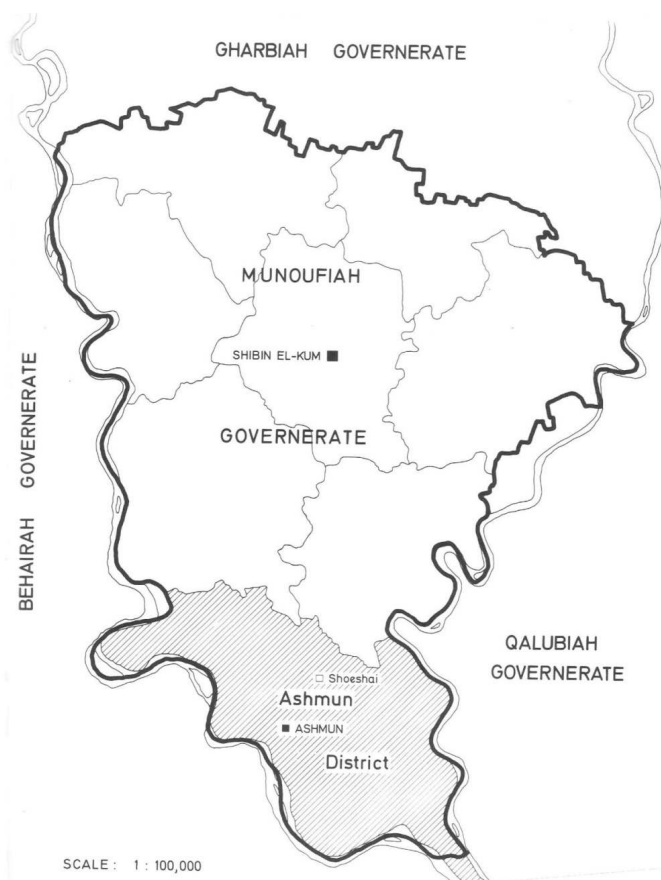 GHARBIAH GOVERNERATE
MUNOUFIAH
SHIBIN EL-KUM
GOVERNERATE
BEHAIRAH GOVERNERATE
QALUBIAH
GOVERNERATE
Shoeshai
Ashmun
ASHMUN
District
SCALE : 1 : 100,000